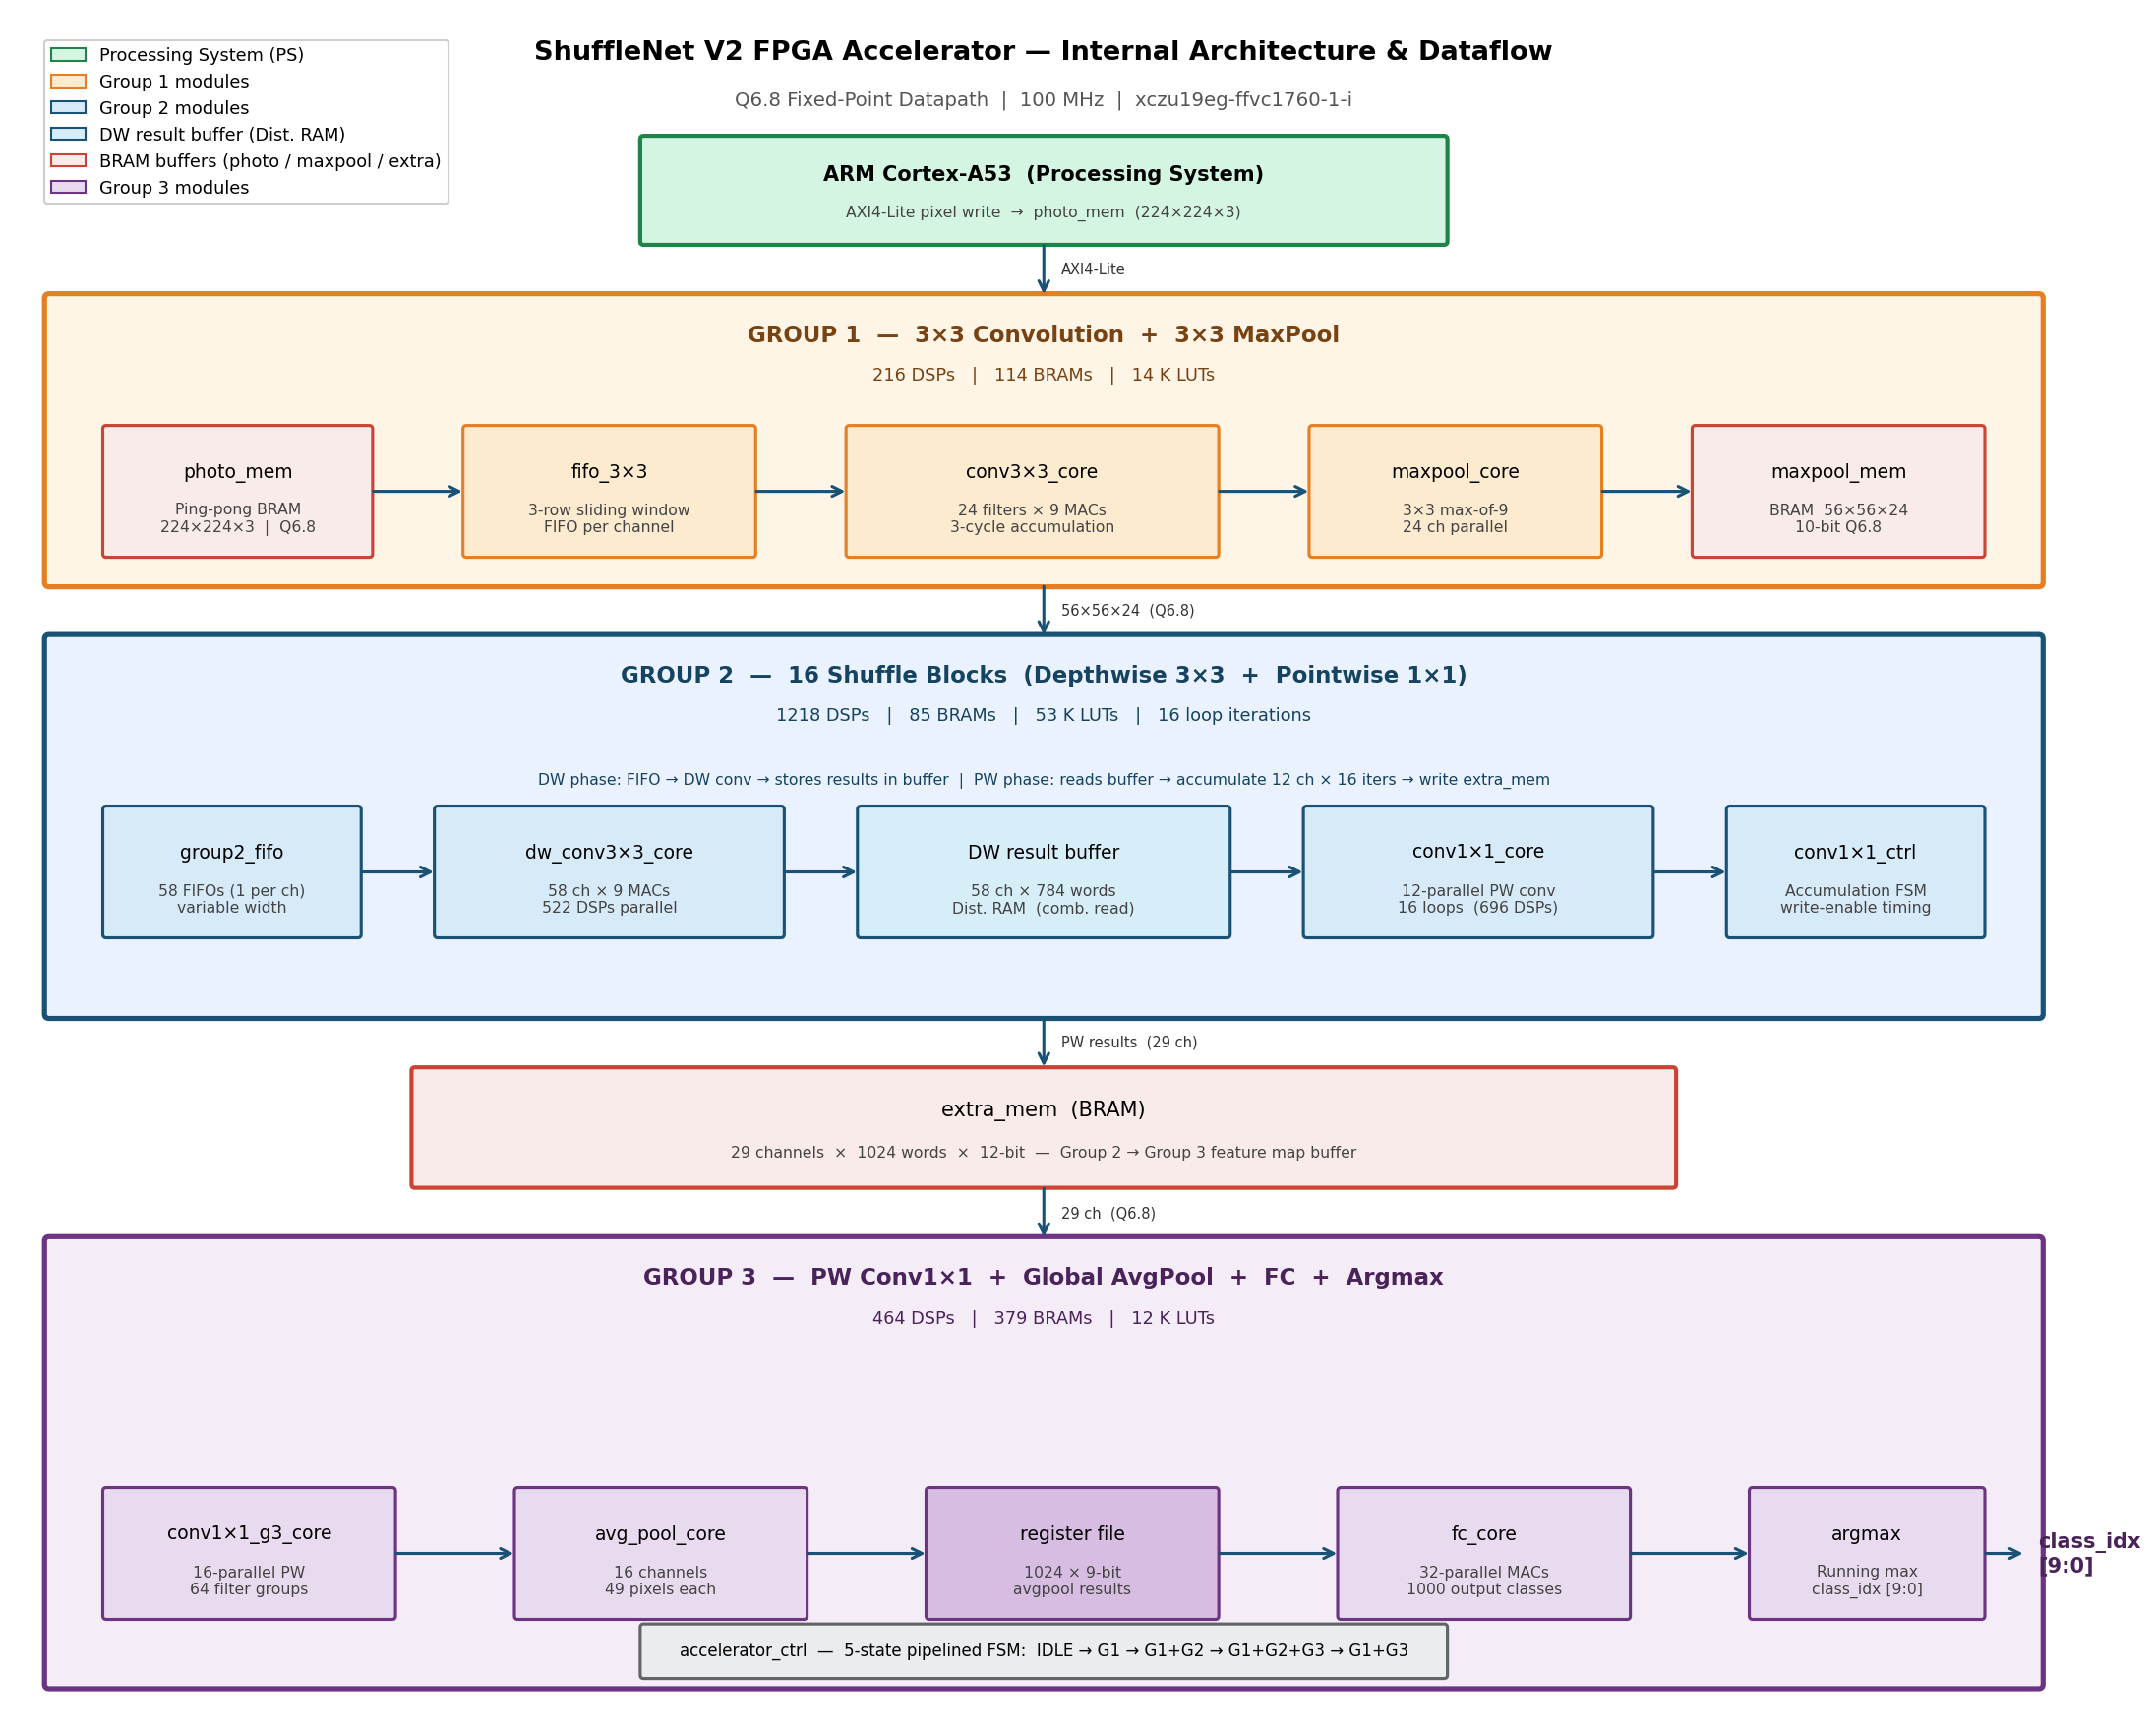 Processing System (PS)
Group 1 modules
Group 2 modules
DW result buffer (Dist. RAM)
BRAM buffers (photo / maxpool / extra)
Group 3 modules
ShuffleNet V2 FPGA Accelerator — Internal Architecture & Dataflow
Q6.8 Fixed-Point Datapath | 100 MHz | xczu19eg-ffvc1760-1-i
ARM Cortex-A53 (Processing System)
AXI4-Lite pixel write → photo_mem (224×224×3)
AXI4-Lite
GROUP 1 — 3×3 Convolution + 3×3 MaxPool
216 DSPs | 114 BRAMs | 14 K LUTs
photo_mem
Ping-pong BRAM
224×224×3 | Q6.8
fifo_3×3
3-row sliding window
FIFO per channel
conv3×3_core
24 filters × 9 MACs
3-cycle accumulation
maxpool_core
3×3 max-of-9
24 ch parallel
maxpool_mem
BRAM 56×56×24
10-bit Q6.8
56×56×24 (Q6.8)
GROUP 2 — 16 Shuffle Blocks (Depthwise 3×3 + Pointwise 1×1)
1218 DSPs | 85 BRAMs | 53 K LUTs | 16 loop iterations
DW phase: FIFO → DW conv → stores results in buffer | PW phase: reads buffer → accumulate 12 ch × 16 iters → write extra_mem
group2_fifo
58 FIFOs (1 per ch)
variable width
dw_conv3×3_core
58 ch × 9 MACs
522 DSPs parallel
DW result buffer
58 ch × 784 words
Dist. RAM (comb. read)
conv1×1_core
12-parallel PW conv
16 loops (696 DSPs)
conv1×1_ctrl
Accumulation FSM
write-enable timing
PW results (29 ch)
extra_mem (BRAM)
29 channels × 1024 words × 12-bit — Group 2 → Group 3 feature map buffer
29 ch (Q6.8)
GROUP 3 — PW Conv1×1 + Global AvgPool + FC + Argmax
464 DSPs | 379 BRAMs | 12 K LUTs
conv1×1_g3_core
16-parallel PW
64 filter groups
avg_pool_core
16 channels
49 pixels each
register file
1024 × 9-bit
avgpool results
fc_core
32-parallel MACs
1000 output classes
argmax
Running max
class_idx [9:0]
class_idx
[9:0]
accelerator_ctrl — 5-state pipelined FSM: IDLE → G1 → G1+G2 → G1+G2+G3 → G1+G3